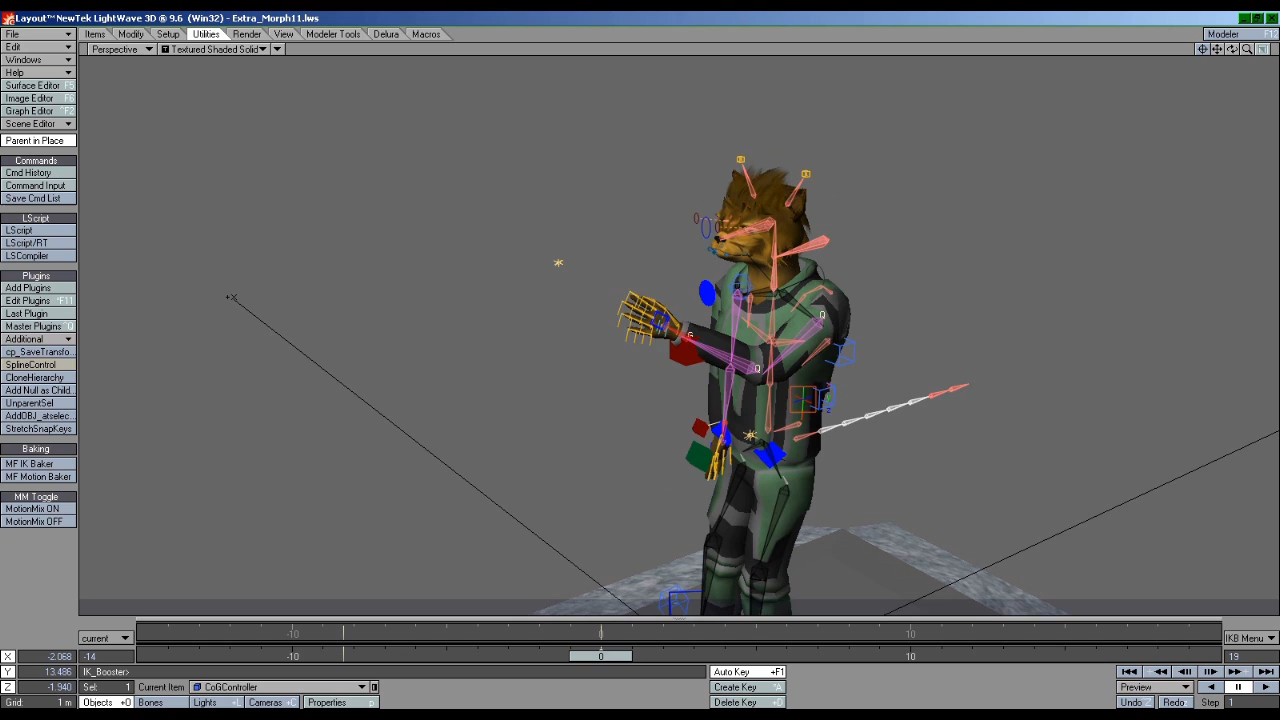 Layout™ NewTek LightWave 3D ® 9.6 (Win32) - Extra_Morph11.lws
File Items Modify Setup Utilities Render View Modeler Tools Delura Macros Modeler F12
Edit Perspective Textured Shaded Solid
Windows
Help
Surface Editor F5
Image Editor F6
Graph Editor ^F2
Scene Editor
Parent in Place
Commands
Cmd History
Command Input
Save Cmd List
LScript
LScript
LScript/RT
LSCompiler
Plugins
Add Plugins
Edit Plugins ^F11
Last Plugin
Master Plugins ^Q
Additional
cp_SaveTransfo...
SplineControl
CloneHierarchy
Add Null as Child...
UnparentSel
AddOBJ_atselec...
StretchSnapKeys
Baking
MF IK Baker
MF Motion Baker
MM Toggle
MotionMix ON
MotionMix OFF
Q
G
Q
current -10 0 10 IKB Menu
X -2.068 -14 -10 0 10 19
Y 13.486 IK_Booster> Auto Key +F1
Z -1.940 Sel: 1 Current Item CoGController Create Key Preview
Grid: 1 m Objects +O Bones Lights +L Cameras +C Properties p Delete Key +D Undo Redo Step 1